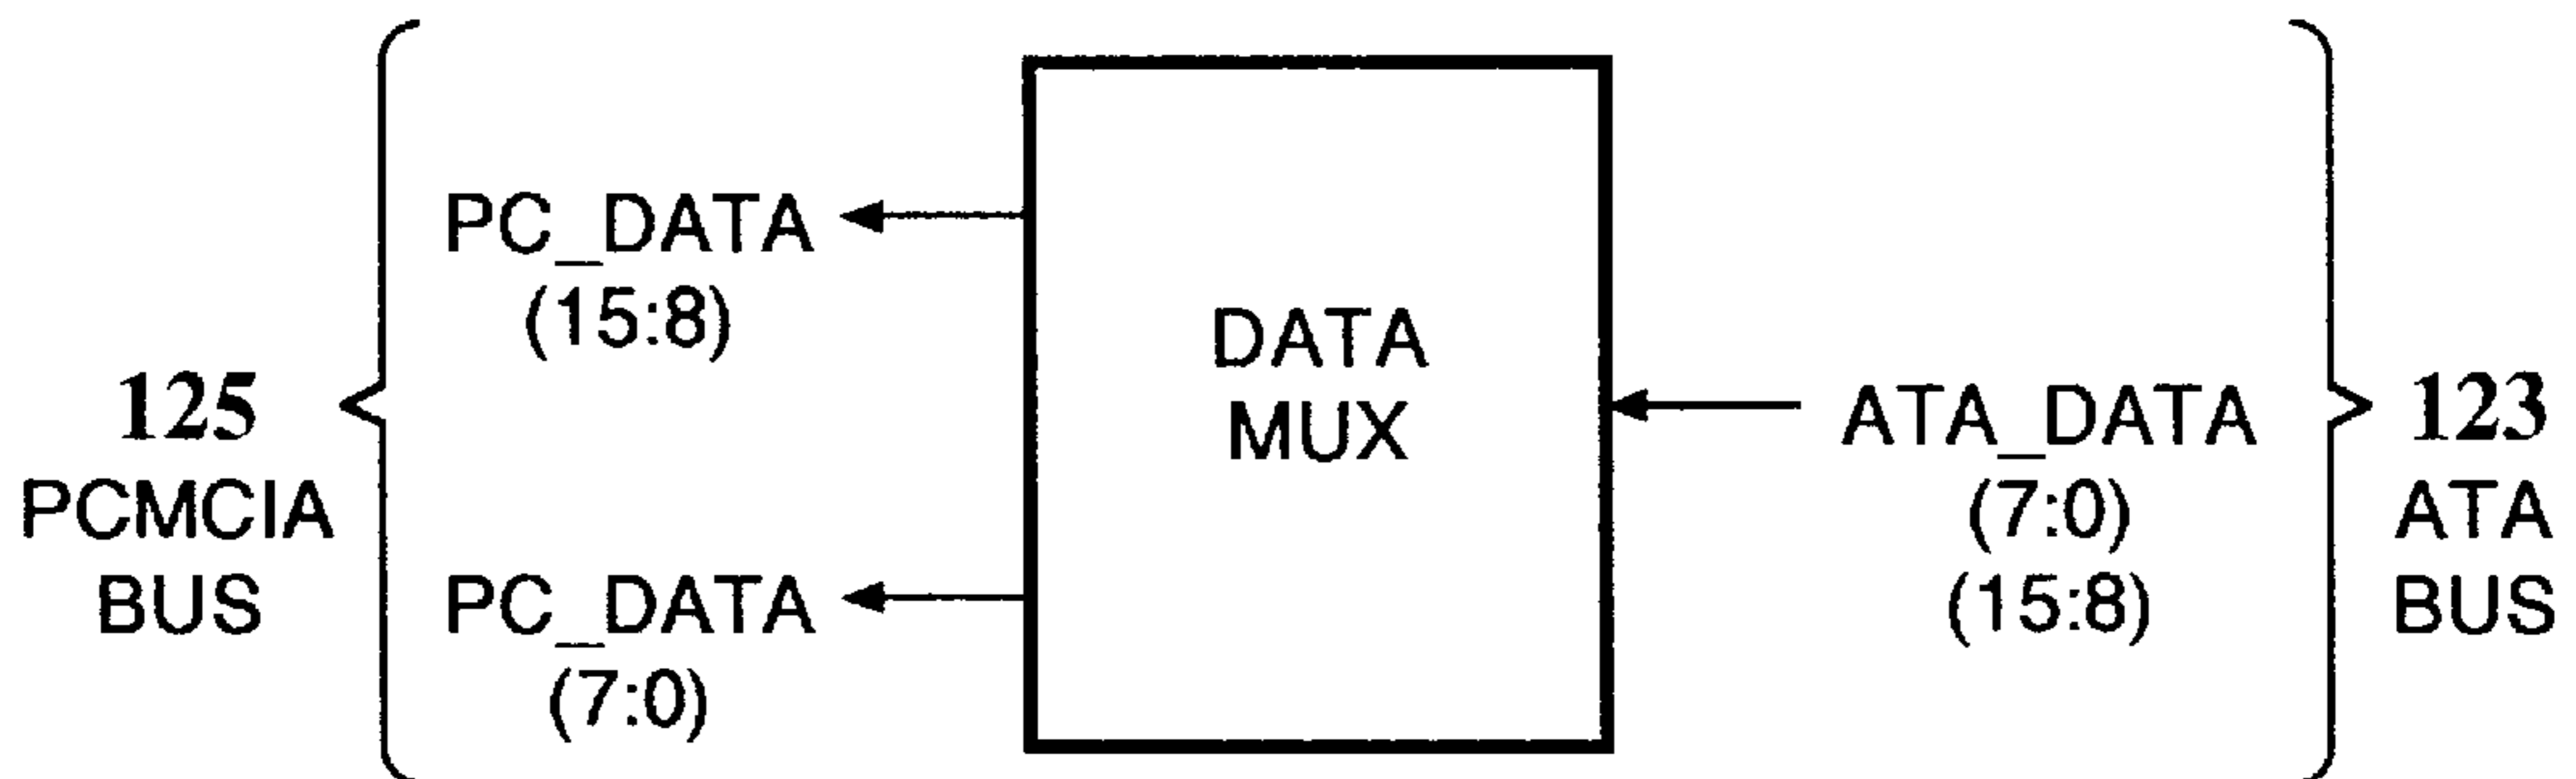 125
PCMCIA
BUS
PC_DATA
(15:8)
PC_DATA
(7:0)
DATA
MUX
ATA_DATA
(7:0)
(15:8)
123
ATA
BUS